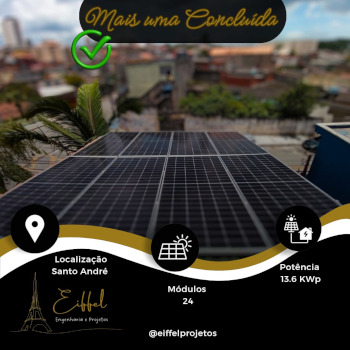 Mais uma Concluída
Localização
Santo André
Módulos
24
Potência
13.6 KWp
Eiffel
Engenharia e Projetos
@eiffelprojetos